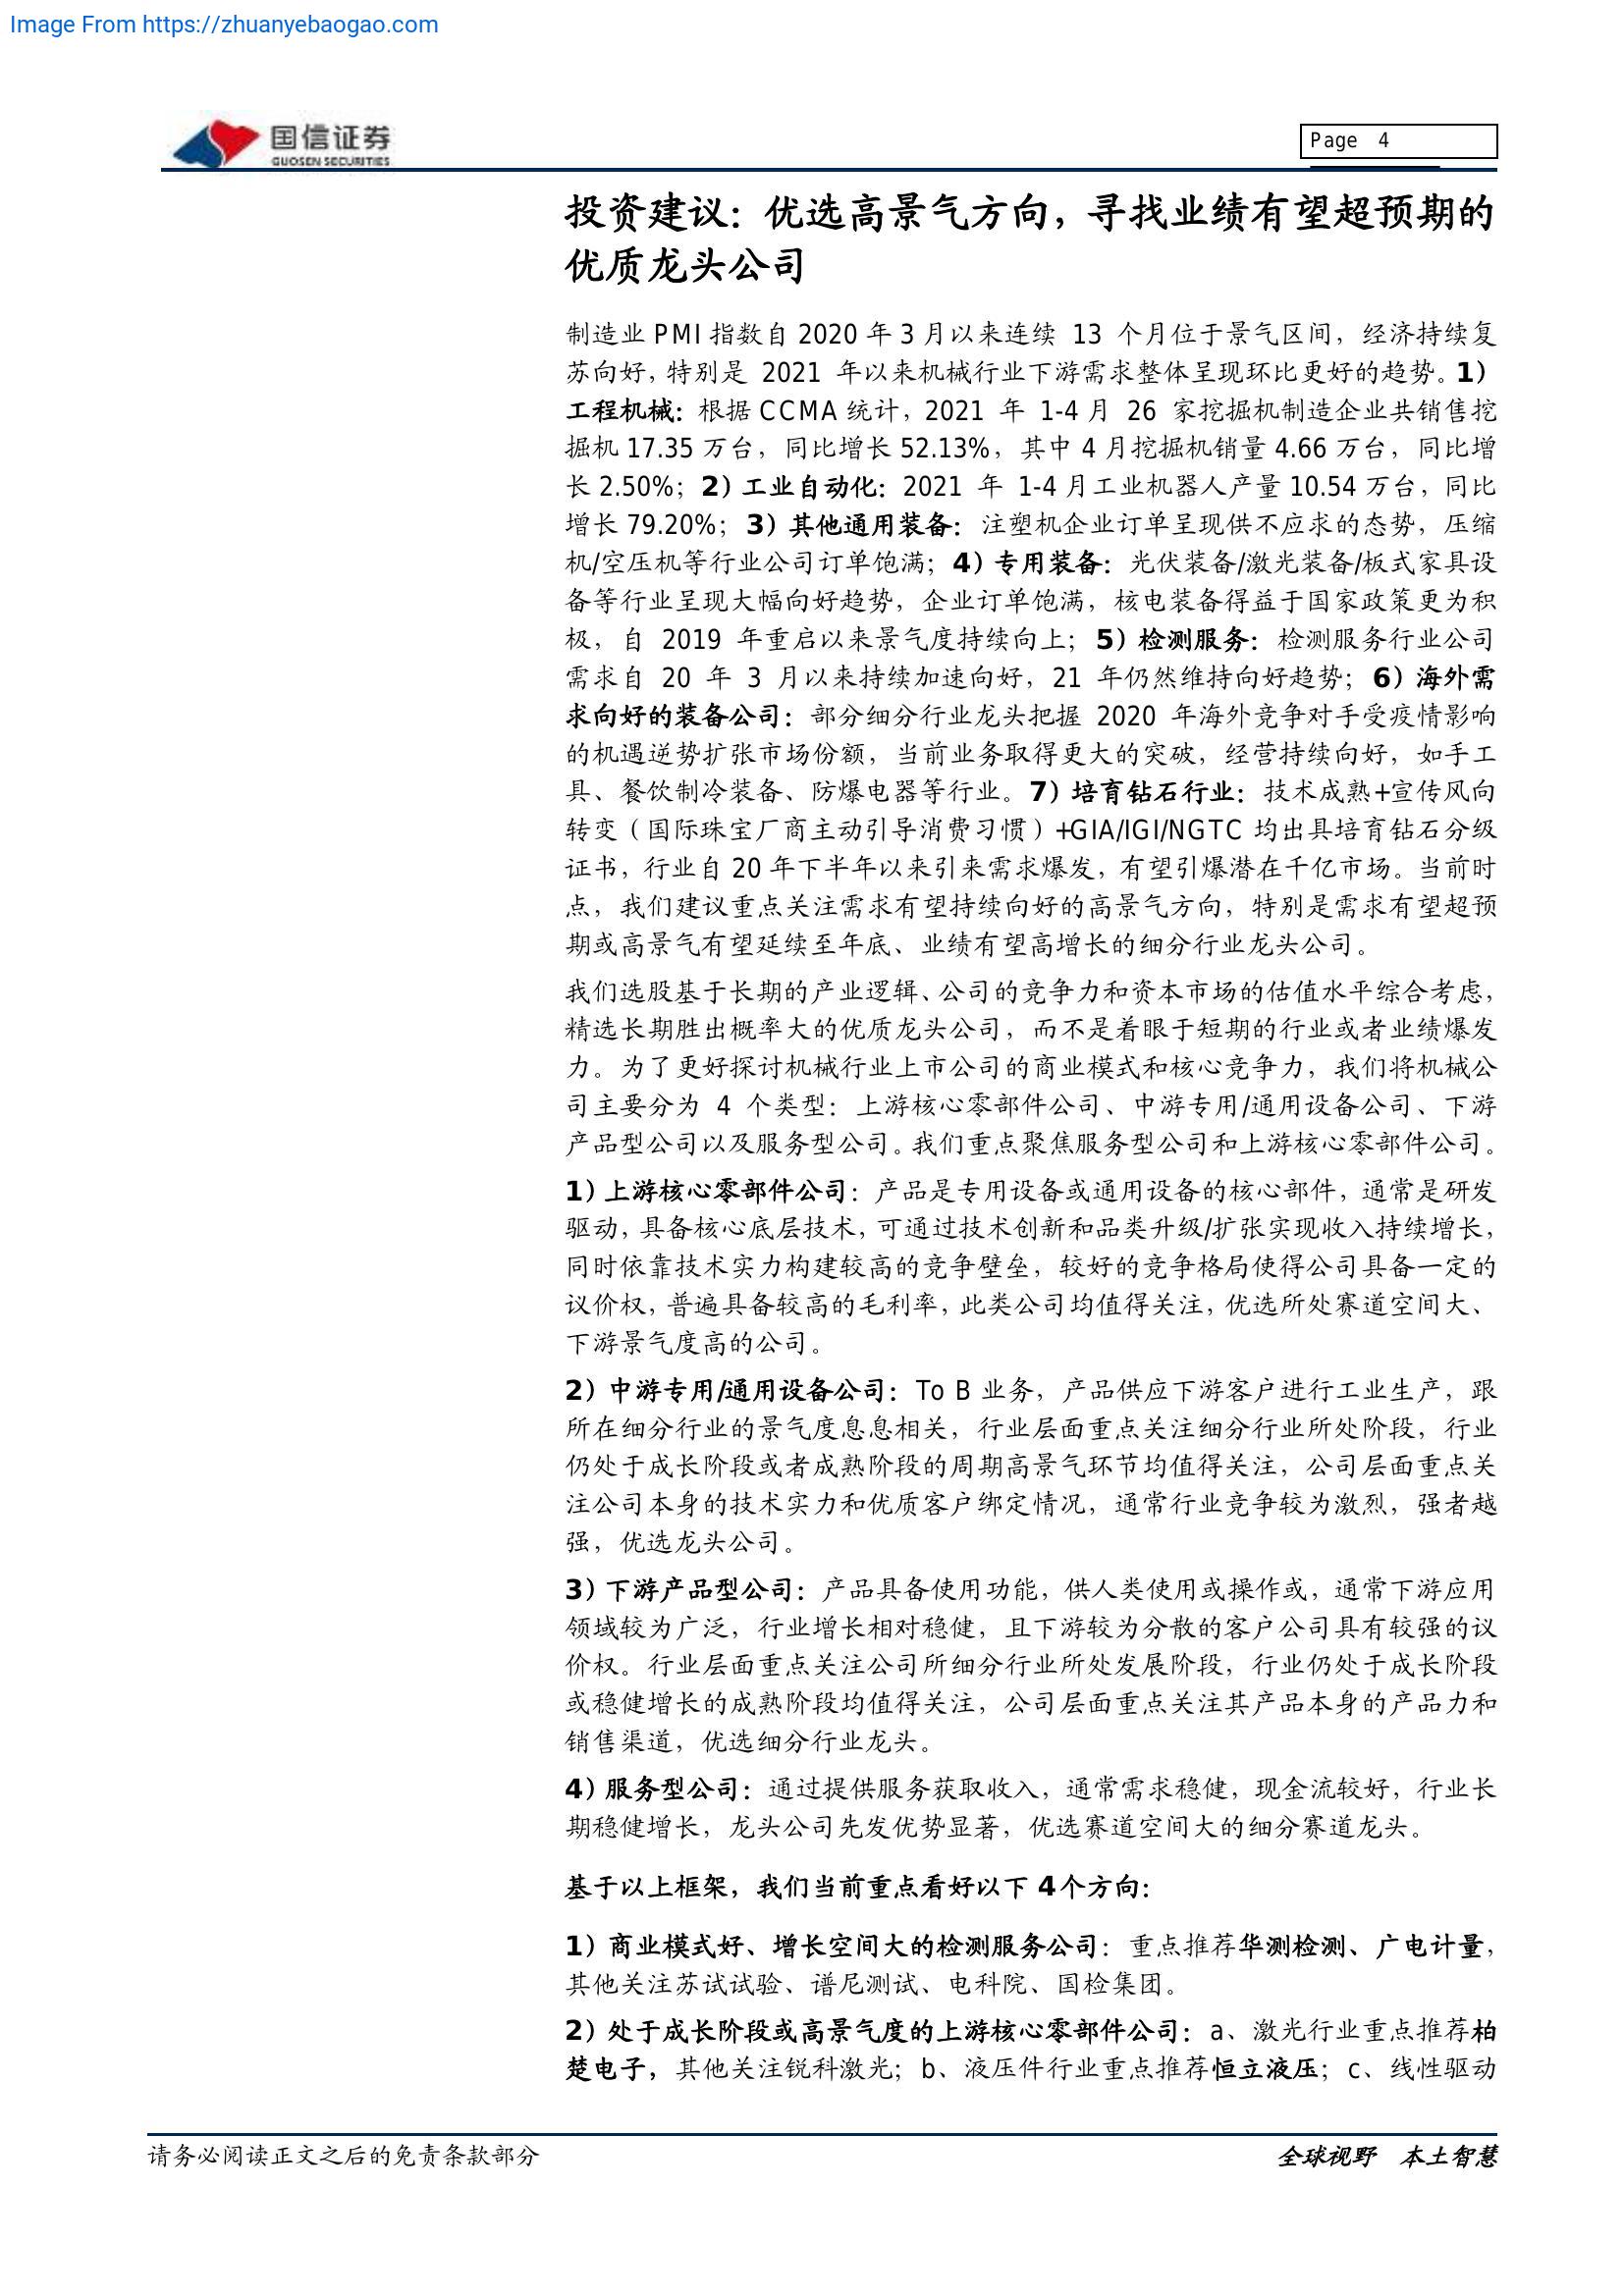 Image From https://zhuanyebaogao.com
国信证券
GUOSEN SECURITIES
Page 4
投资建议：优选高景气方向，寻找业绩有望超预期的
优质龙头公司
制造业 PMI 指数自 2020 年 3 月以来连续 13 个月位于景气区间，经济持续复
苏向好，特别是 2021 年以来机械行业下游需求整体呈现环比更好的趋势。1）
工程机械：根据 CCMA 统计，2021 年 1-4 月 26 家挖掘机制造企业共销售挖
掘机 17.35 万台，同比增长 52.13%，其中 4 月挖掘机销量 4.66 万台，同比增
长 2.50%；2）工业自动化：2021 年 1-4 月工业机器人产量 10.54 万台，同比
增长 79.20%；3）其他通用装备：注塑机企业订单呈现供不应求的态势，压缩
机/空压机等行业公司订单饱满；4）专用装备：光伏装备/激光装备/板式家具设
备等行业呈现大幅向好趋势，企业订单饱满，核电装备得益于国家政策更为积
极，自 2019 年重启以来景气度持续向上；5）检测服务：检测服务行业公司
需求自 20 年 3 月以来持续加速向好，21 年仍然维持向好趋势；6）海外需
求向好的装备公司：部分细分行业龙头把握 2020 年海外竞争对手受疫情影响
的机遇逆势扩张市场份额，当前业务取得更大的突破，经营持续向好，如手工
具、餐饮制冷装备、防爆电器等行业。7）培育钻石行业：技术成熟+宣传风向
转变（国际珠宝厂商主动引导消费习惯）+GIA/IGI/NGTC 均出具培育钻石分级
证书，行业自 20 年下半年以来引来需求爆发，有望引爆潜在千亿市场。当前时
点，我们建议重点关注需求有望持续向好的高景气方向，特别是需求有望超预
期或高景气有望延续至年底、业绩有望高增长的细分行业龙头公司。
我们选股基于长期的产业逻辑、公司的竞争力和资本市场的估值水平综合考虑，
精选长期胜出概率大的优质龙头公司，而不是着眼于短期的行业或者业绩爆发
力。为了更好探讨机械行业上市公司的商业模式和核心竞争力，我们将机械公
司主要分为 4 个类型：上游核心零部件公司、中游专用/通用设备公司、下游
产品型公司以及服务型公司。我们重点聚焦服务型公司和上游核心零部件公司。
1）上游核心零部件公司：产品是专用设备或通用设备的核心部件，通常是研发
驱动，具备核心底层技术，可通过技术创新和品类升级/扩张实现收入持续增长，
同时依靠技术实力构建较高的竞争壁垒，较好的竞争格局使得公司具备一定的
议价权，普遍具备较高的毛利率，此类公司均值得关注，优选所处赛道空间大、
下游景气度高的公司。
2）中游专用/通用设备公司：To B 业务，产品供应下游客户进行工业生产，跟
所在细分行业的景气度息息相关，行业层面重点关注细分行业所处阶段，行业
仍处于成长阶段或者成熟阶段的周期高景气环节均值得关注，公司层面重点关
注公司本身的技术实力和优质客户绑定情况，通常行业竞争较为激烈，强者越
强，优选龙头公司。
3）下游产品型公司：产品具备使用功能，供人类使用或操作或，通常下游应用
领域较为广泛，行业增长相对稳健，且下游较为分散的客户公司具有较强的议
价权。行业层面重点关注公司所细分行业所处发展阶段，行业仍处于成长阶段
或稳健增长的成熟阶段均值得关注，公司层面重点关注其产品本身的产品力和
销售渠道，优选细分行业龙头。
4）服务型公司：通过提供服务获取收入，通常需求稳健，现金流较好，行业长
期稳健增长，龙头公司先发优势显著，优选赛道空间大的细分赛道龙头。
基于以上框架，我们当前重点看好以下 4 个方向：
1）商业模式好、增长空间大的检测服务公司：重点推荐华测检测、广电计量，
其他关注苏试试验、谱尼测试、电科院、国检集团。
2）处于成长阶段或高景气度的上游核心零部件公司：a、激光行业重点推荐柏
楚电子，其他关注锐科激光；b、液压件行业重点推荐恒立液压；c、线性驱动
请务必阅读正文之后的免责条款部分
全球视野 本土智慧